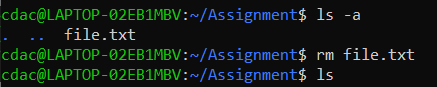 cdac@LAPTOP-02EB1MBV:~/Assignment$ ls -a
.  ..  file.txt
cdac@LAPTOP-02EB1MBV:~/Assignment$ rm file.txt
cdac@LAPTOP-02EB1MBV:~/Assignment$ ls